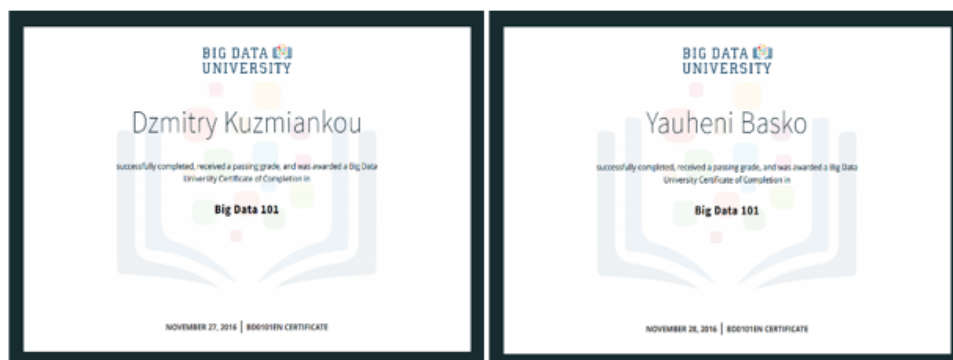 BIG DATA
UNIVERSITY
Dzmitry Kuzmiankou
successfully completed, received a passing grade, and was awarded a Big Data
University Certificate of Completion in
Big Data 101
NOVEMBER 27, 2016 | BD0101EN CERTIFICATE
BIG DATA
UNIVERSITY
Yauheni Basko
successfully completed, received a passing grade, and was awarded a Big Data
University Certificate of Completion in
Big Data 101
NOVEMBER 28, 2016 | BD0101EN CERTIFICATE